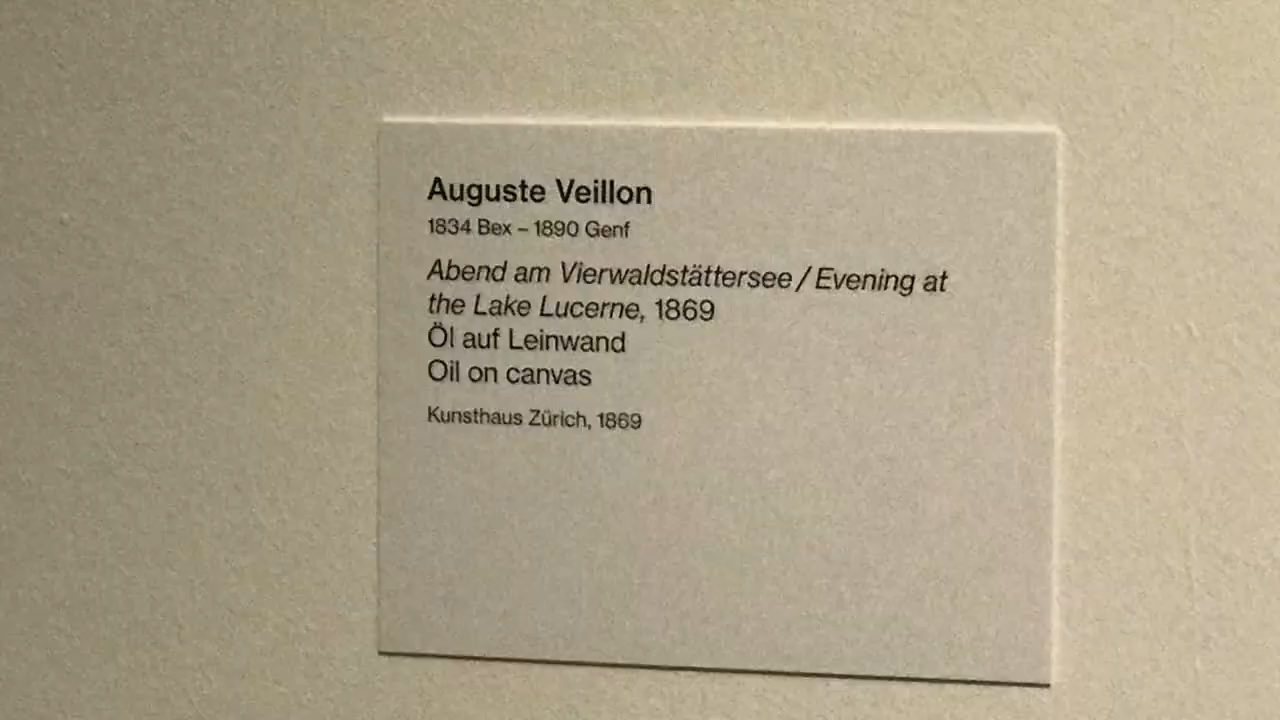 Auguste Veillon
1834 Bex – 1890 Genf
Abend am Vierwaldstättersee / Evening at
the Lake Lucerne, 1869
Öl auf Leinwand
Oil on canvas
Kunsthaus Zürich, 1869